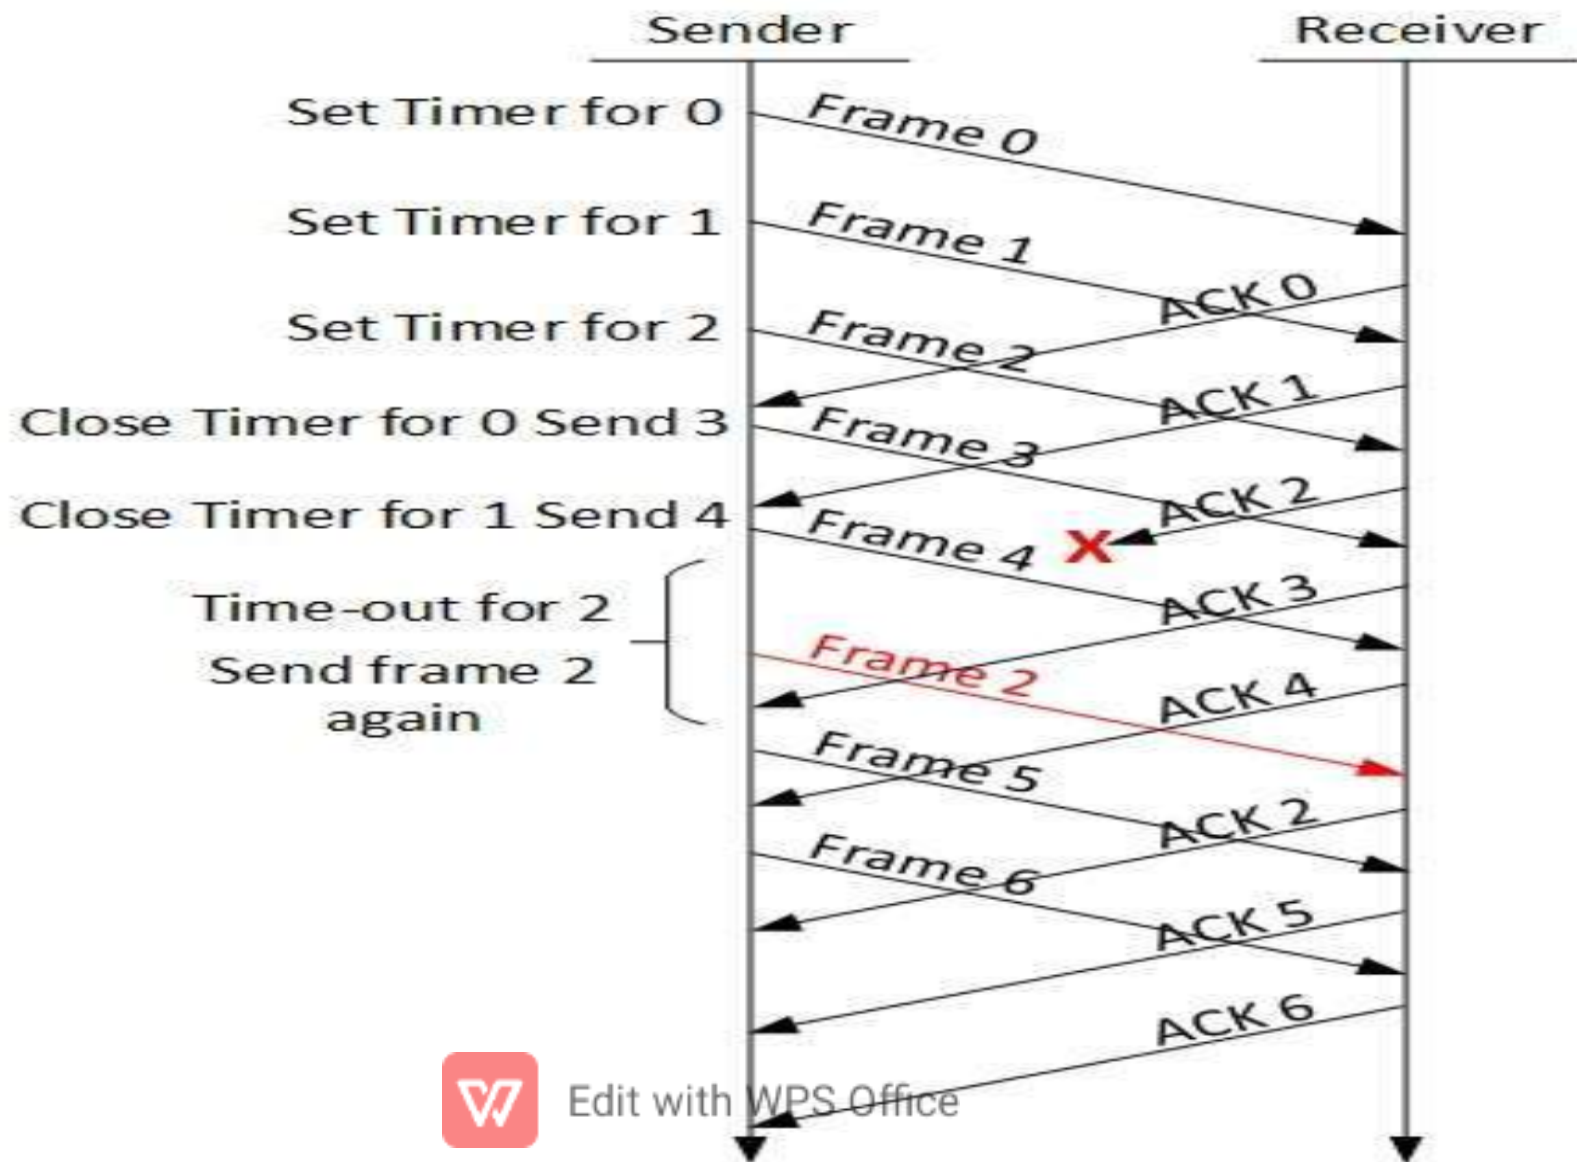 Sender
Receiver
Set Timer for 0
Frame 0
Set Timer for 1
Frame 1
ACK 0
Set Timer for 2
Frame 2
ACK 1
Close Timer for 0 Send 3
Frame 3
ACK 2
Close Timer for 1 Send 4
Frame 4
X
ACK 3
Time-out for 2
Send frame 2
again
Frame 2
ACK 4
Frame 5
ACK 2
Frame 6
ACK 5
ACK 6
Edit with WPS Office